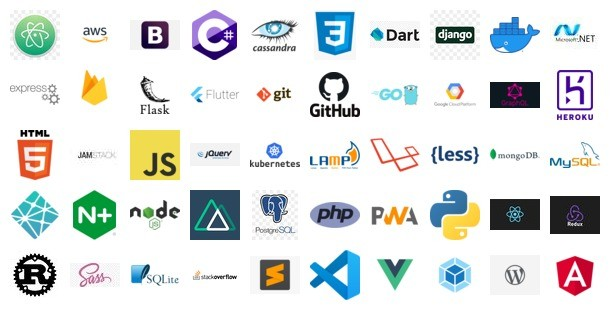 aws
B
C#
cassandra
3
Dart
django
Microsoft .NET
express
Flask
Flutter
git
GitHub
GO
Google Cloud Platform
GraphQL
HEROKU
HTML
5
JAMSTACK
JS
jQuery
kubernetes
LAMP
{less}
mongoDB
MySQL
N+
node
JS
PostgreSQL
php
PWA
Redux
R
Sass
SQLite
stackoverflow
S
W
A